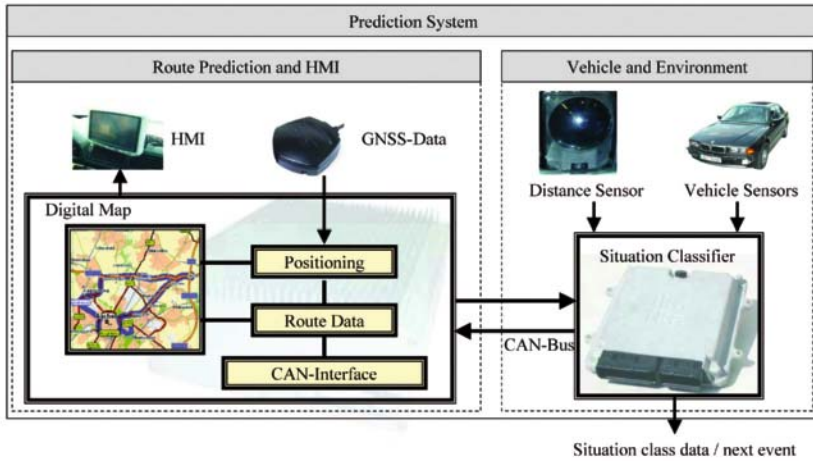 Prediction System
Route Prediction and HMI
Vehicle and Environment
HMI
GNSS-Data
Distance Sensor
Vehicle Sensors
Digital Map
Positioning
Route Data
CAN-Interface
Situation Classifier
CAN-Bus
Situation class data / next event